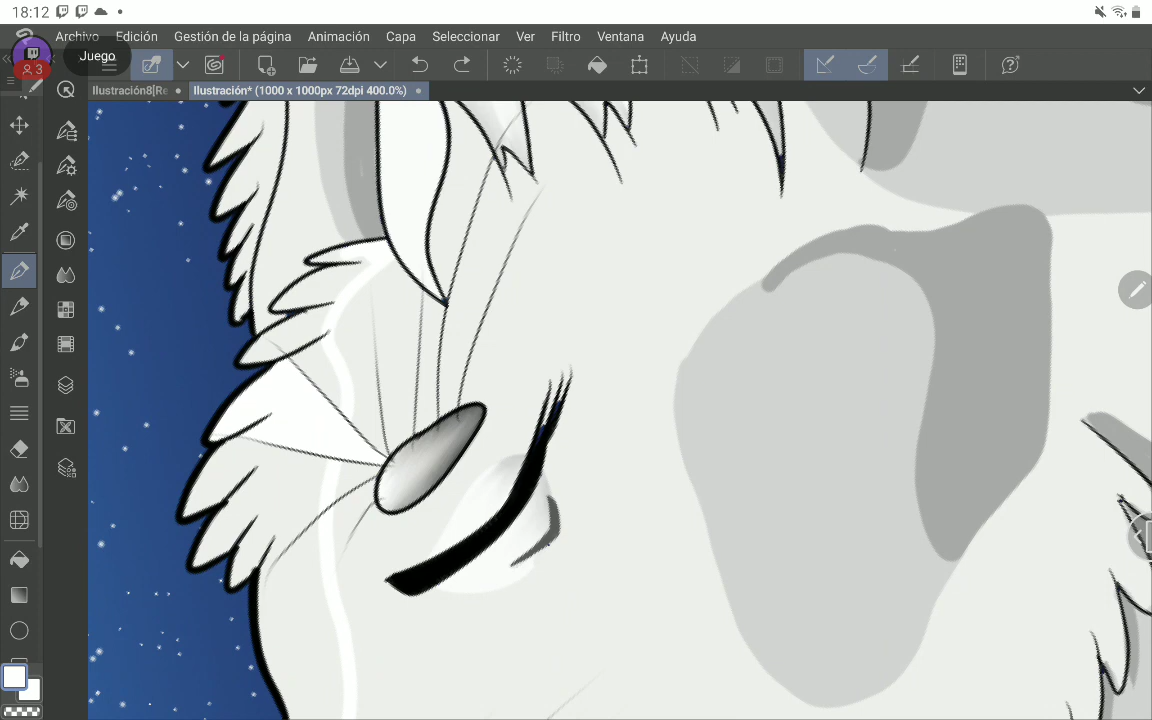 18:12
Archivo Edición Gestión de la página Animación Capa Seleccionar Ver Filtro Ventana Ayuda
Juego
3
Ilustración8[Re
Ilustración* (1000 x 1000px 72dpi 400.0%)